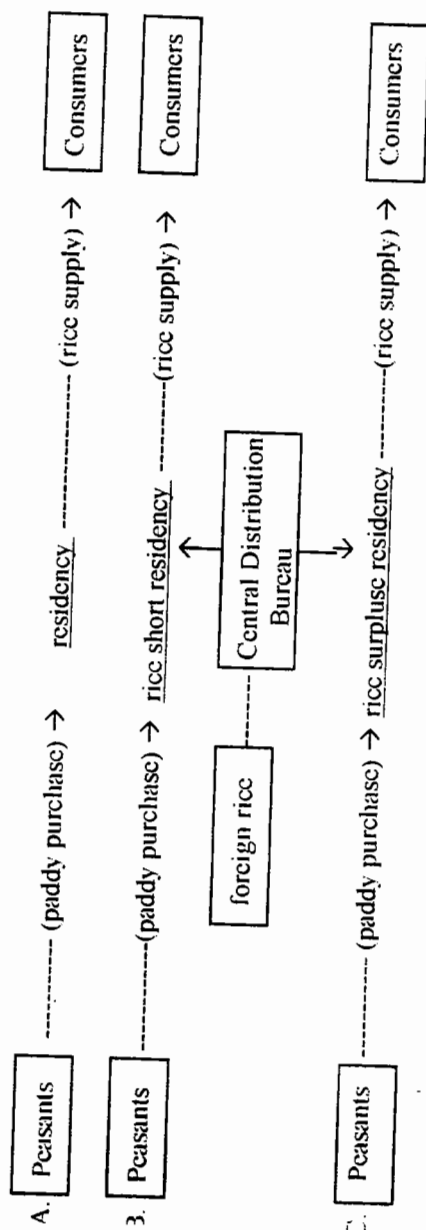 A. Peasants ------------(paddy purchase) → residency ---------------(rice supply) → Consumers
B. Peasants -----------(paddy purchase) → rice short residency ----------(rice supply) → Consumers
foreign rice --------- Central Distribution
Bureau
C. Peasants ------------(paddy purchase) → rice surpluse residency ---------(rice supply) → Consumers